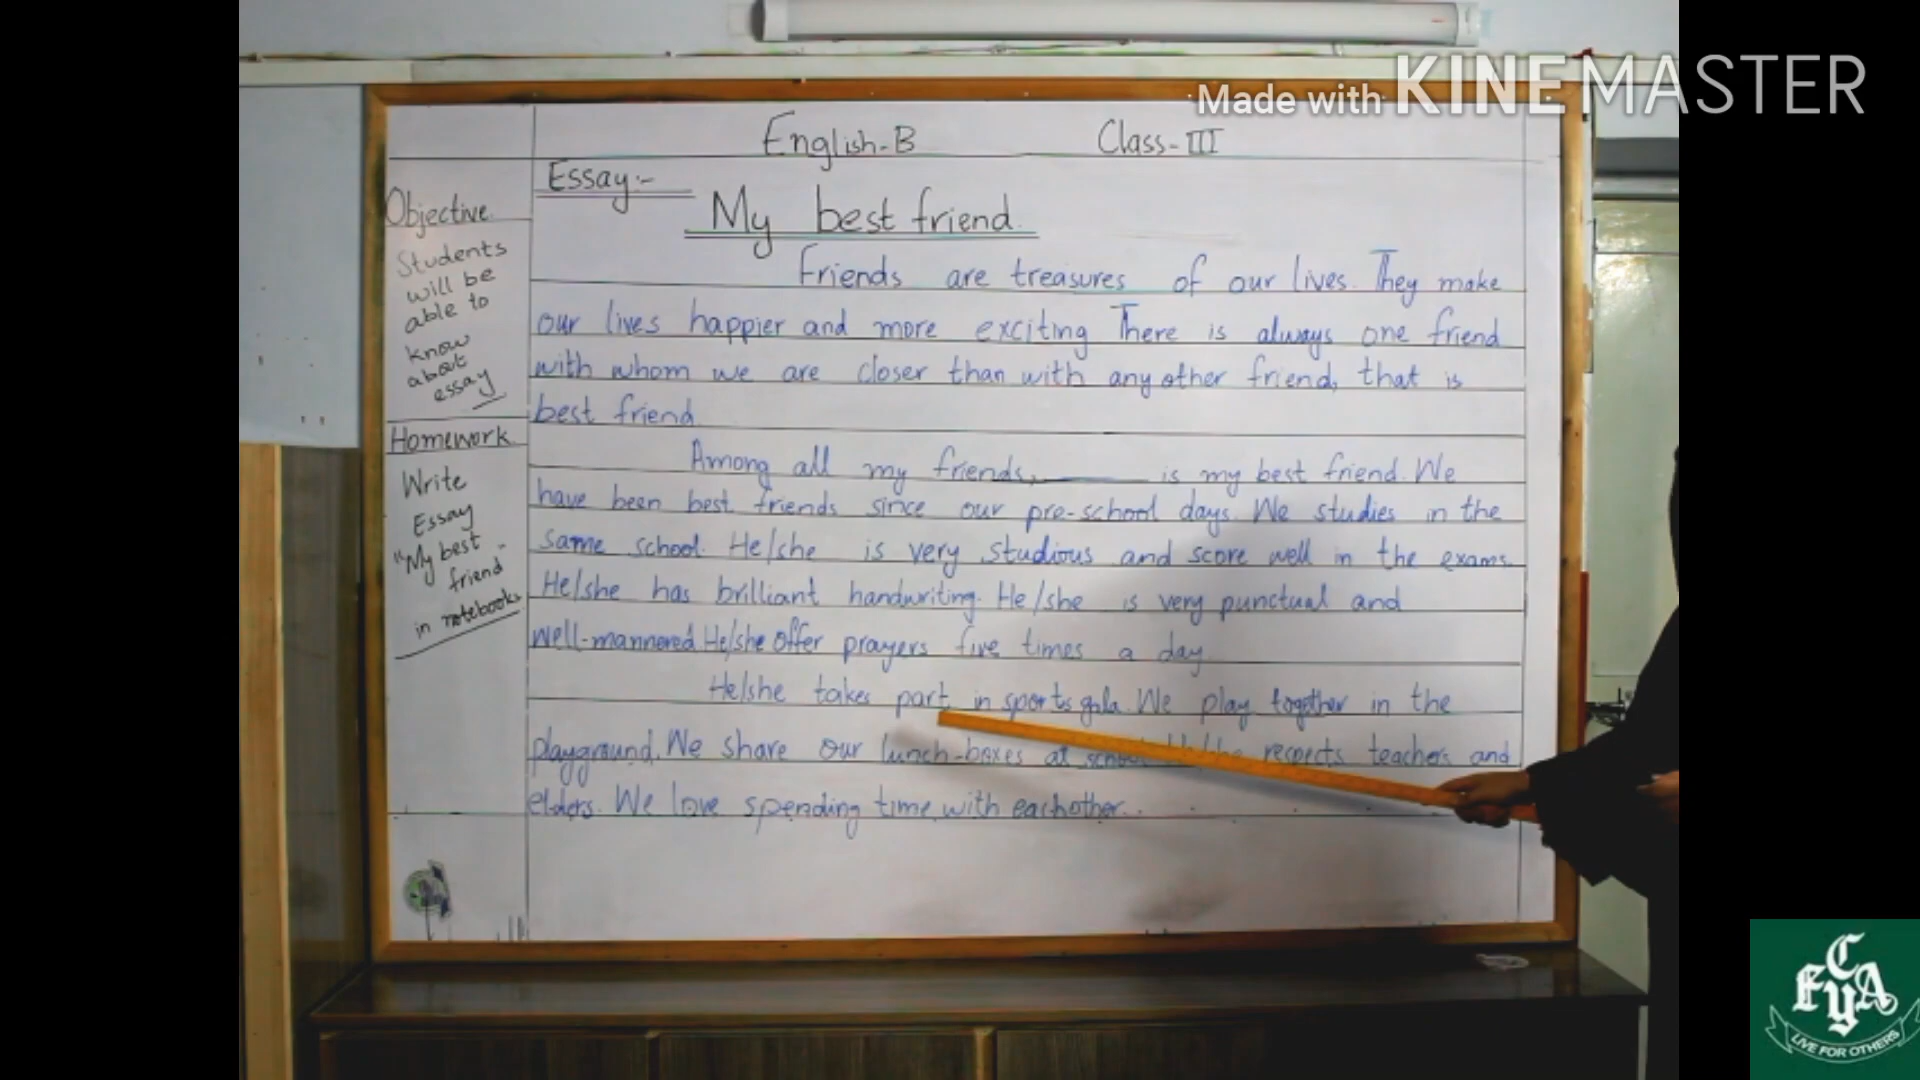 Made with KINEMASTER
English-B Class-III
Essay:-
My best friend.
Objective
Students
will be
able to
know
about
essay
Homework
Write
Essay
"My best
friend
in notebooks
Friends are treasures of our lives. They make
our lives happier and more exciting There is always one friend
with whom we are closer than with any other friend, that is
best friend
Among all my friends, ______ is my best friend. We
have been best friends since our pre-school days. We studies in the
same school. He/she is very studious and score well in the exams
He/she has brilliant handwriting. He/she is very punctual and
well-mannered He/she offer prayers five times a day
He/she takes part in sports gala. We play together in the
playground. We share our lunch-boxes at respects teachers and
elders. We love spending time with eachother..
ECYA
LIVE FOR OTHERS